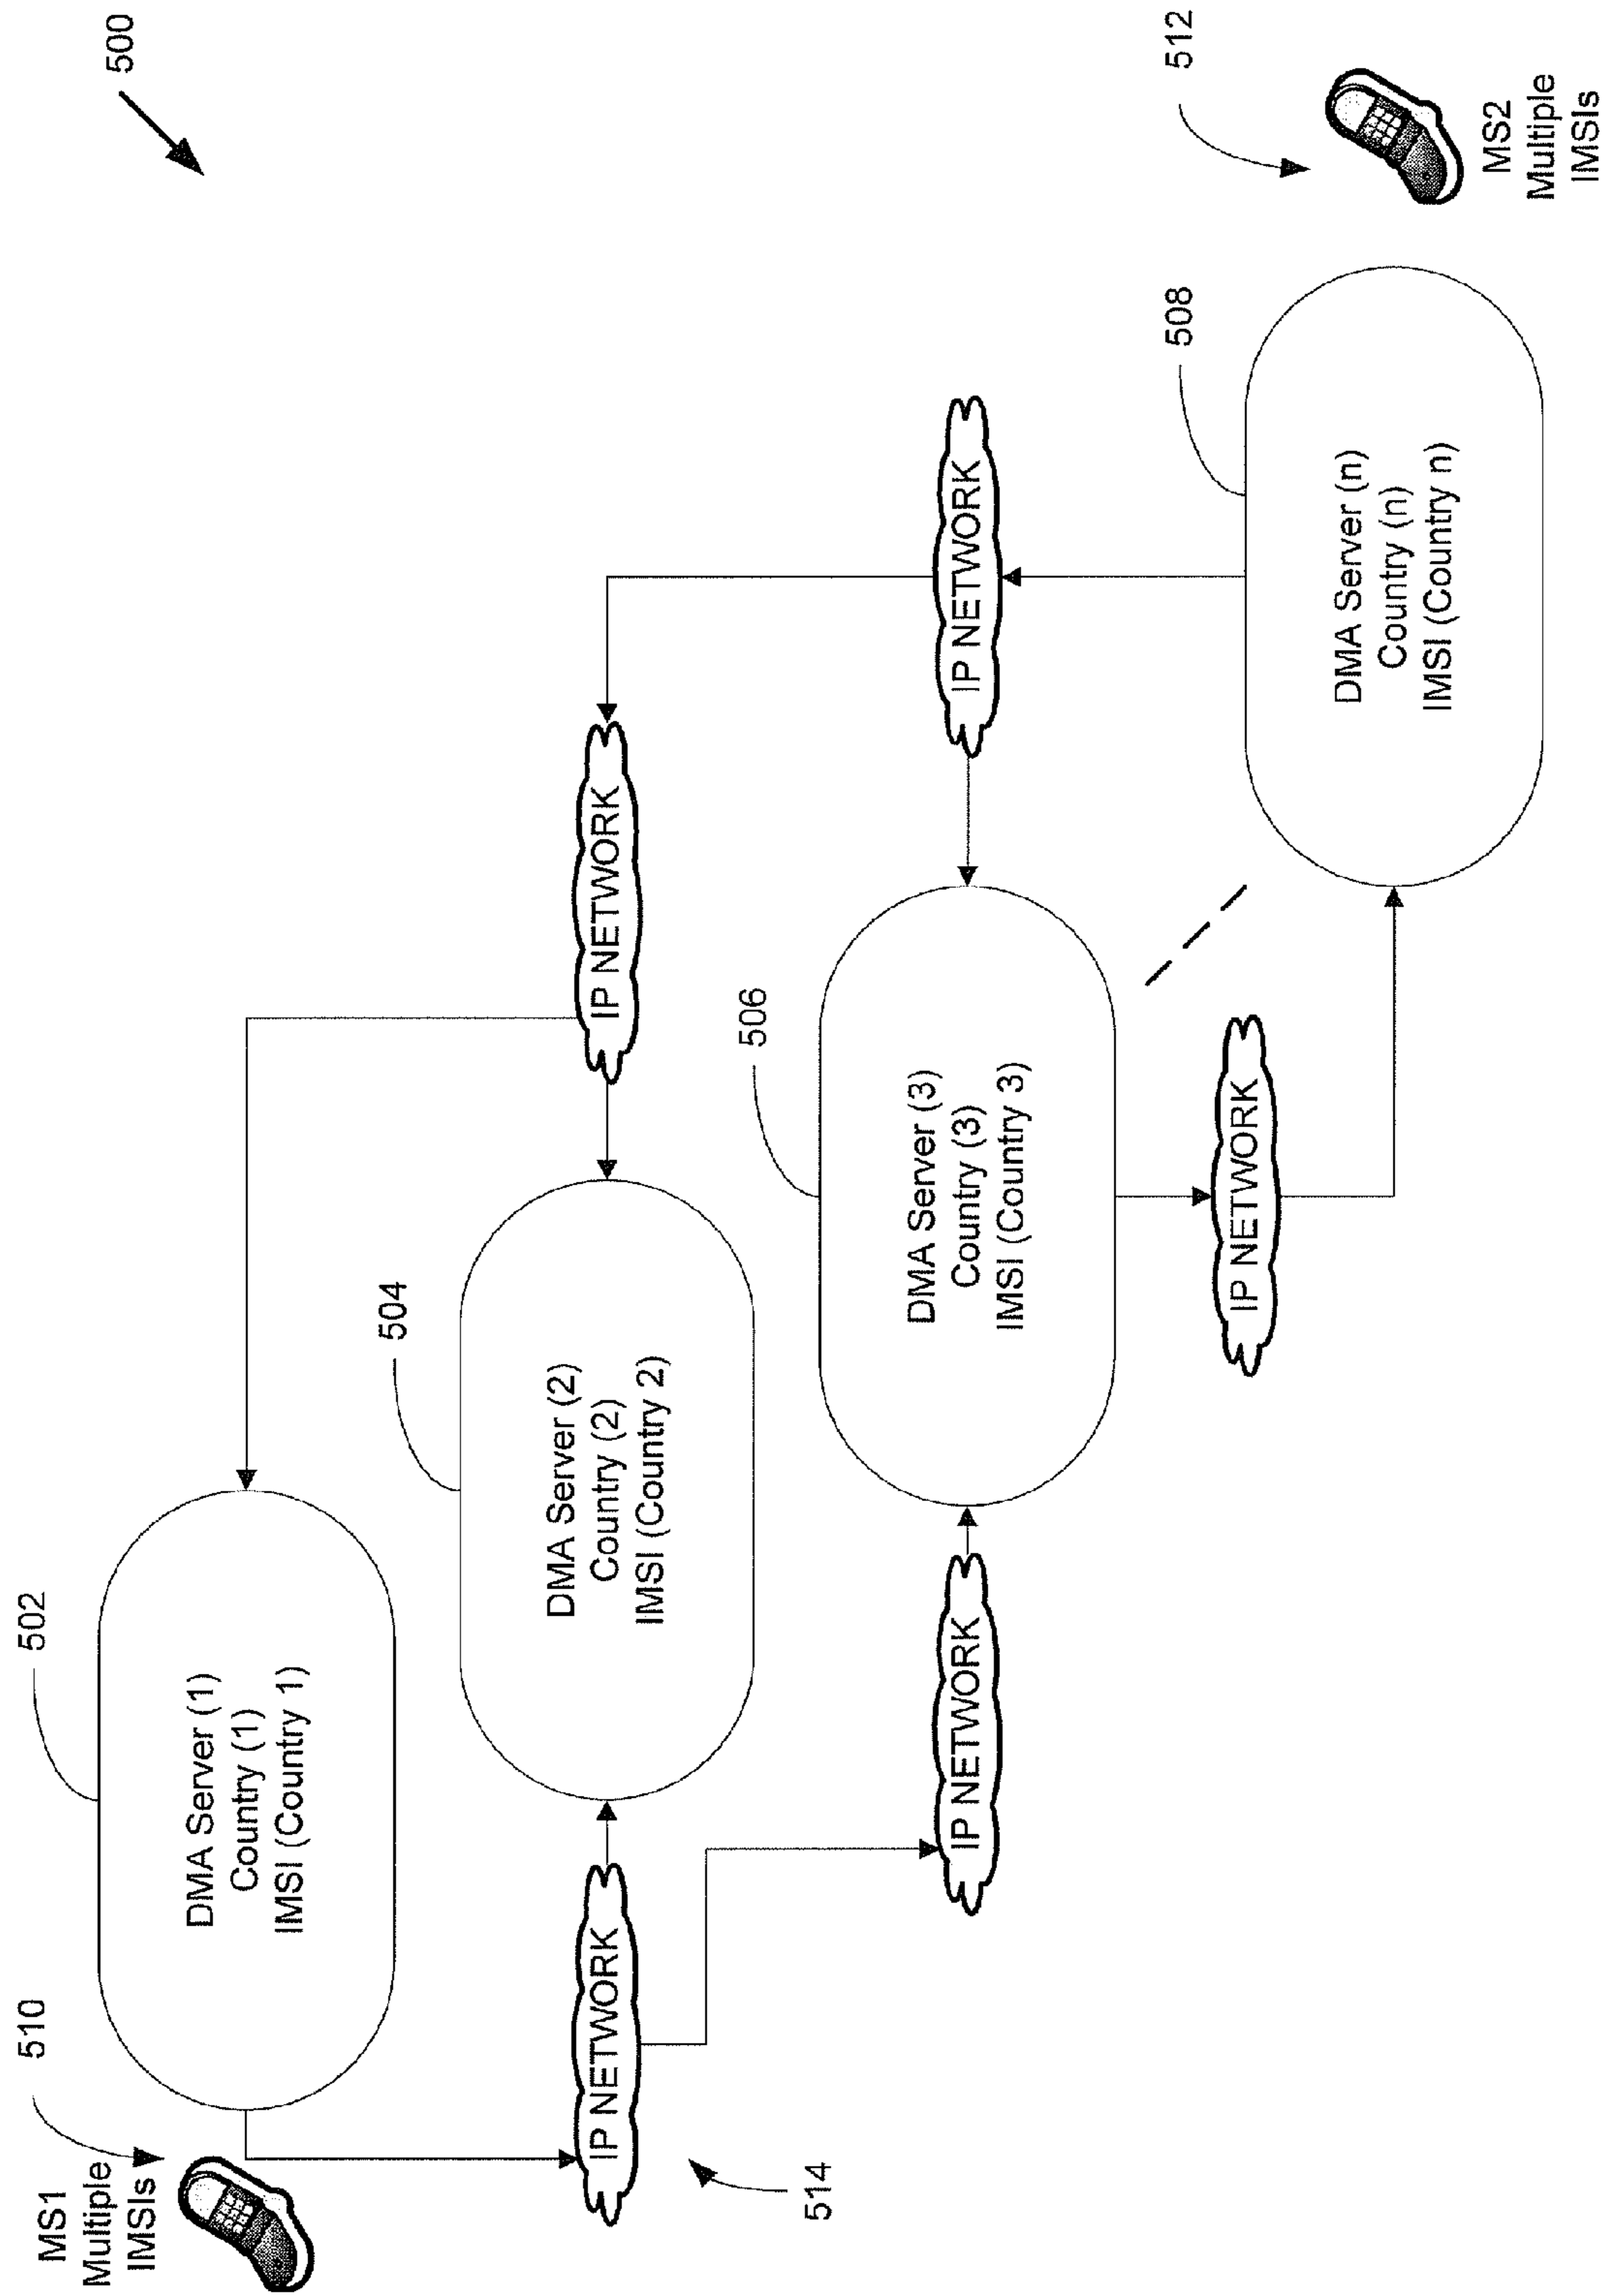 500
502
510
MS1
Multiple
IMSIs
DMA Server (1)
Country (1)
IMSI (Country 1)
504
DMA Server (2)
Country (2)
IMSI (Country 2)
IP NETWORK
IP NETWORK
514
506
DMA Server (3)
Country (3)
IMSI (Country 3)
IP NETWORK
IP NETWORK
IP NETWORK
508
DMA Server (n)
Country (n)
IMSI (Country n)
512
MS2
Multiple
IMSIs